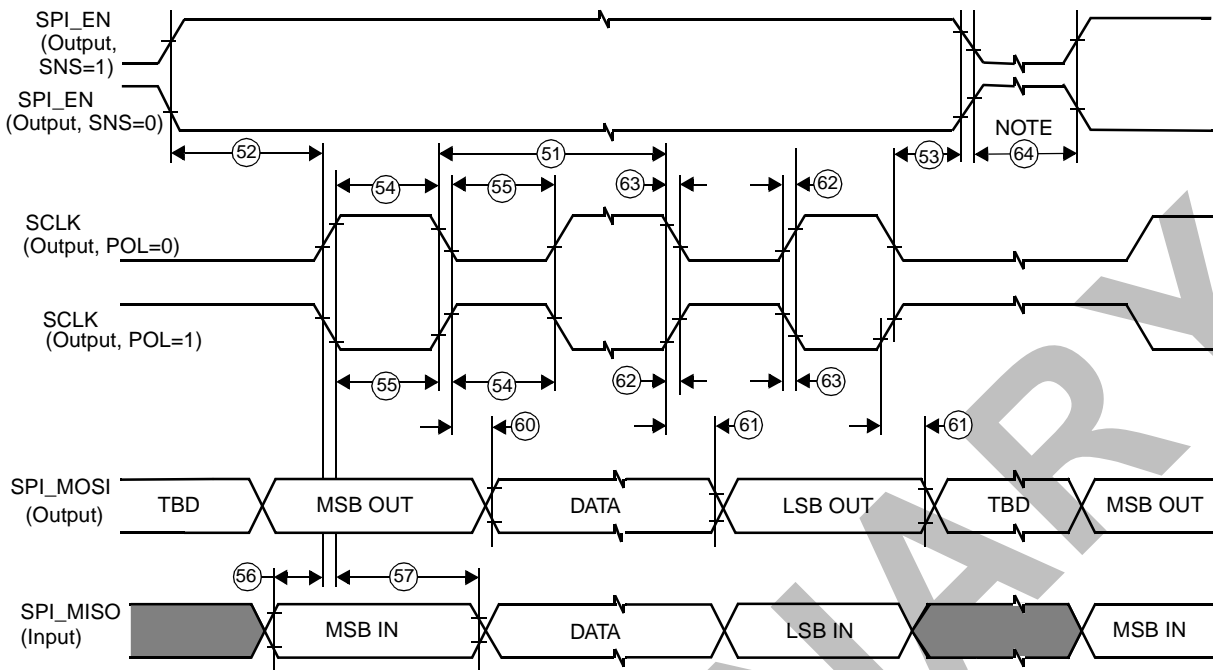 SPI_EN
(Output,
SNS=1)
SPI_EN
(Output, SNS=0)
NOTE
52
51
53
64
54
55
63
62
SCLK
(Output, POL=0)
SCLK
(Output, POL=1)
55
54
62
63
60
61
61
SPI_MOSI
(Output)
TBD
MSB OUT
DATA
LSB OUT
TBD
MSB OUT
56
57
SPI_MISO
(Input)
MSB IN
DATA
LSB IN
MSB IN
NARY